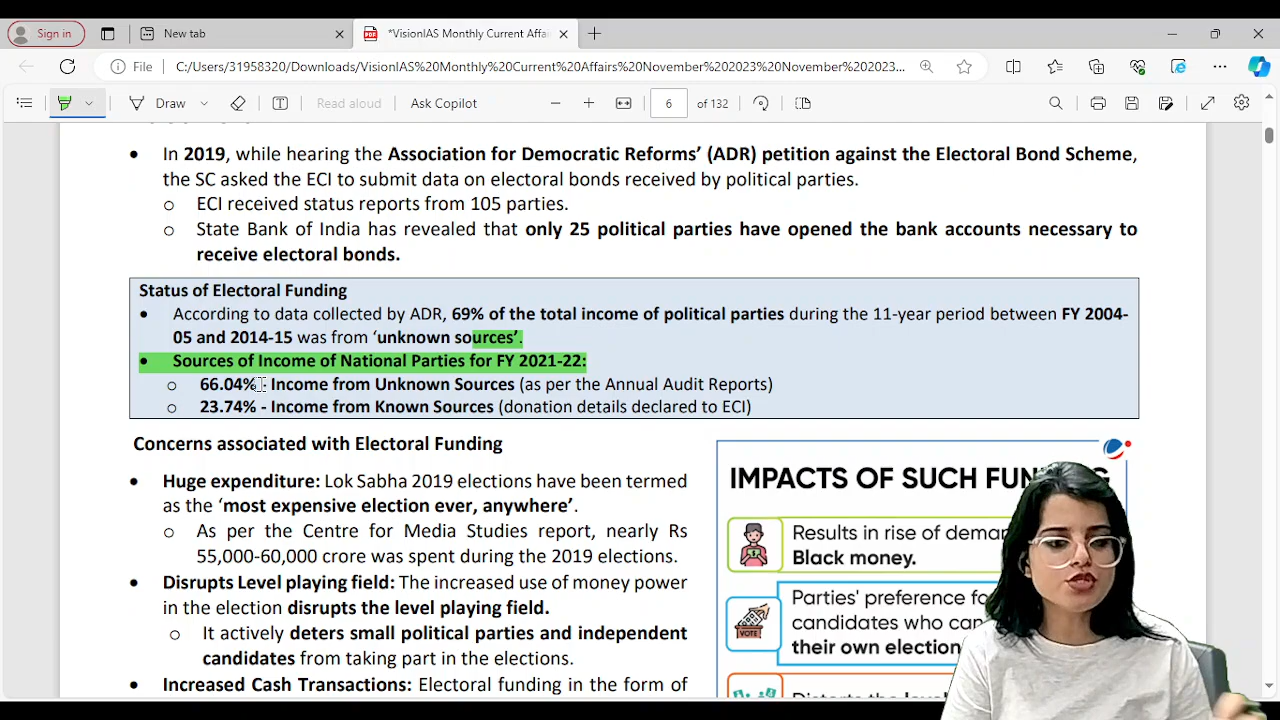 Sign in
New tab
*VisionIAS Monthly Current Affai
File
C:/Users/31958320/Downloads/VisionIAS%20Monthly%20Current%20Affairs%20November%202023%20November%202023...
Draw
Read aloud
Ask Copilot
6
of 132
• In 2019, while hearing the Association for Democratic Reforms' (ADR) petition against the Electoral Bond Scheme,
the SC asked the ECI to submit data on electoral bonds received by political parties.
o ECI received status reports from 105 parties.
o State Bank of India has revealed that only 25 political parties have opened the bank accounts necessary to
receive electoral bonds.
Status of Electoral Funding
• According to data collected by ADR, 69% of the total income of political parties during the 11-year period between FY 2004-
05 and 2014-15 was from 'unknown sources'.
• Sources of Income of National Parties for FY 2021-22:
o 66.04% - Income from Unknown Sources (as per the Annual Audit Reports)
o 23.74% - Income from Known Sources (donation details declared to ECI)
Concerns associated with Electoral Funding
• Huge expenditure: Lok Sabha 2019 elections have been termed
as the 'most expensive election ever, anywhere'.
o As per the Centre for Media Studies report, nearly Rs
55,000-60,000 crore was spent during the 2019 elections.
• Disrupts Level playing field: The increased use of money power
in the election disrupts the level playing field.
o It actively deters small political parties and independent
candidates from taking part in the elections.
• Increased Cash Transactions: Electoral funding in the form of
IMPACTS OF SUCH FUNDING
Results in rise of deman
Black money.
Parties' preference fo
candidates who can
their own election
VOTE